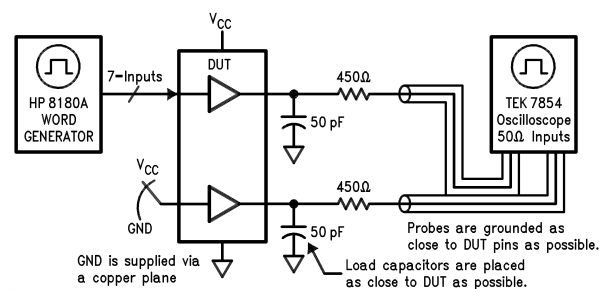 VCC
DUT
HP 8180A
WORD
GENERATOR
7-Inputs
450Ω
50 pF
TEK 7854
Oscilloscope
50Ω Inputs
VCC
GND
450Ω
50 pF
Probes are grounded as
close to DUT pins as possible.
GND is supplied via
a copper plane
Load capacitors are placed
as close to DUT as possible.